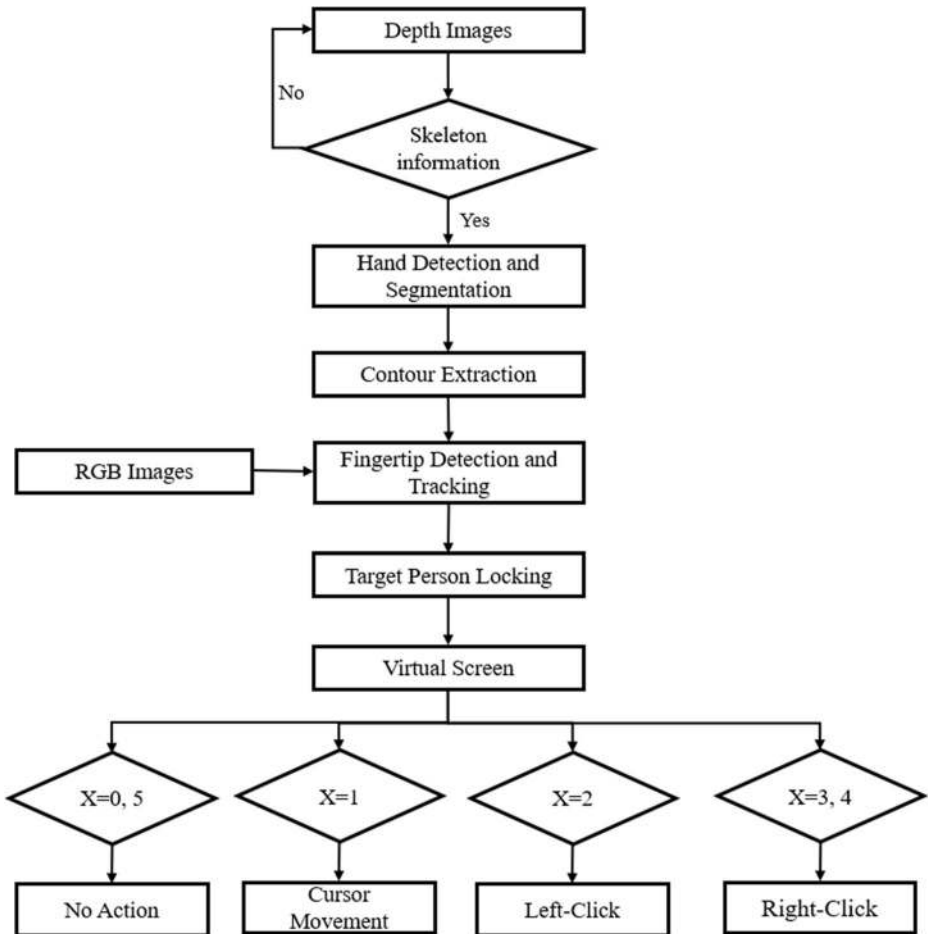 Depth Images
No
Skeleton
information
Yes
Hand Detection and
Segmentation
Contour Extraction
RGB Images
Fingertip Detection and
Tracking
Target Person Locking
Virtual Screen
X=0, 5
X=1
X=2
X=3, 4
No Action
Cursor
Movement
Left-Click
Right-Click